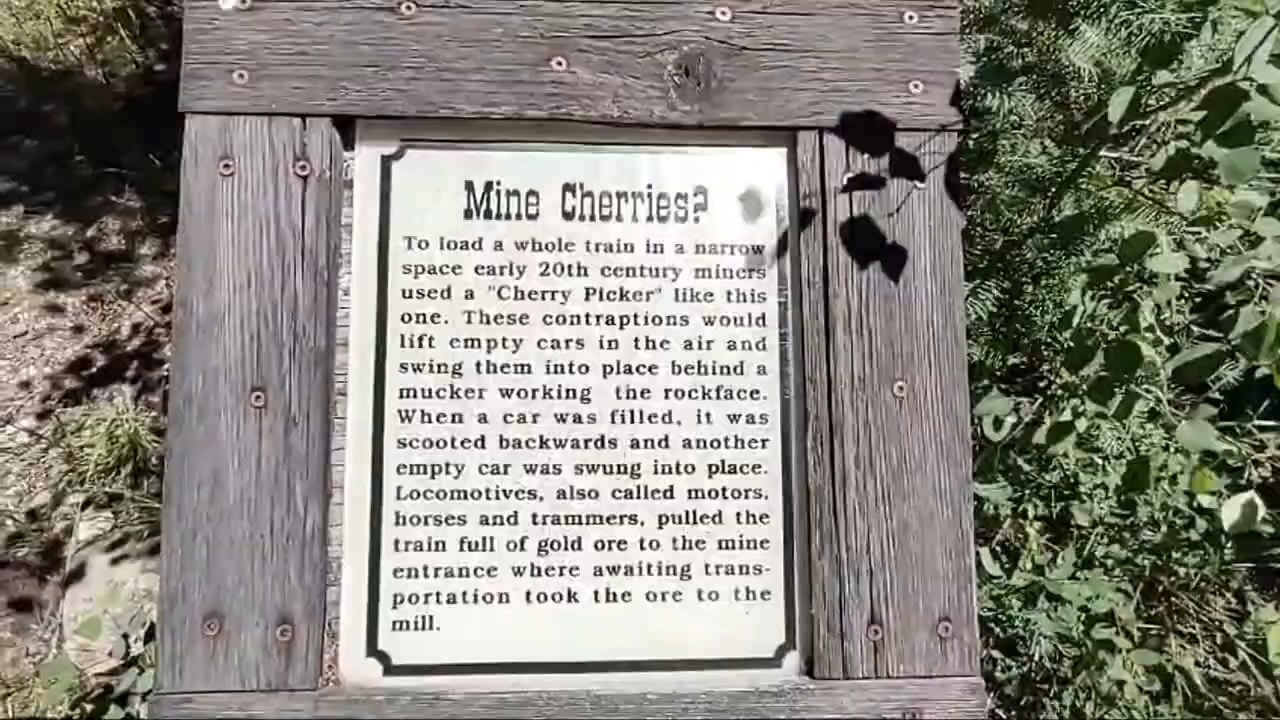 Mine Cherries?
To load a whole train in a narrow
space early 20th century miners
used a "Cherry Picker" like this
one. These contraptions would
lift empty cars in the air and
swing them into place behind a
mucker working the rockface.
When a car was filled, it was
scooted backwards and another
empty car was swung into place.
Locomotives, also called motors,
horses and trammers, pulled the
train full of gold ore to the mine
entrance where awaiting trans-
portation took the ore to the
mill.